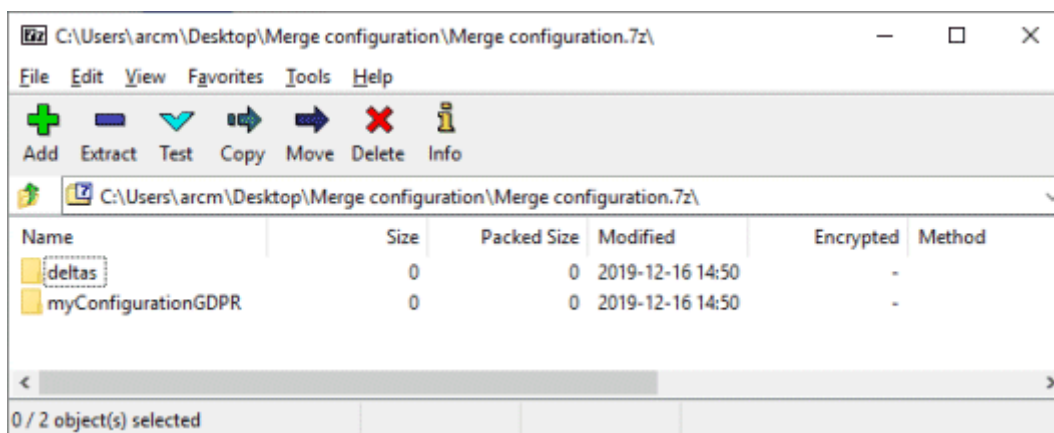 7z C:\Users\arcm\Desktop\Merge configuration\Merge configuration.7z\
File Edit View Favorites Tools Help
Add Extract Test Copy Move Delete Info
C:\Users\arcm\Desktop\Merge configuration\Merge configuration.7z\
Name Size Packed Size Modified Encrypted Method
deltas 0 0 2019-12-16 14:50 -
myConfigurationGDPR 0 0 2019-12-16 14:50 -
0 / 2 object(s) selected